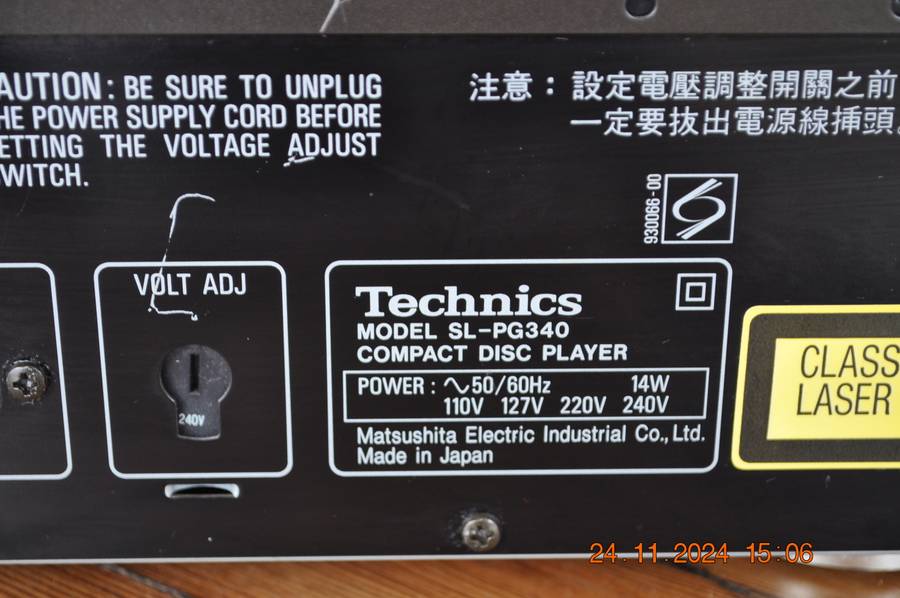 AUTION: BE SURE TO UNPLUG
HE POWER SUPPLY CORD BEFORE
ETTING THE VOLTAGE ADJUST
WITCH.
注意：設定電壓調整開關之前
一定要拔出電源線挿頭。
930066-00
VOLT ADJ
240V
Technics
MODEL SL-PG340
COMPACT DISC PLAYER
POWER: ∿50/60Hz 14W
110V 127V 220V 240V
Matsushita Electric Industrial Co., Ltd.
Made in Japan
CLASS
LASER
24.11.2024 15:06